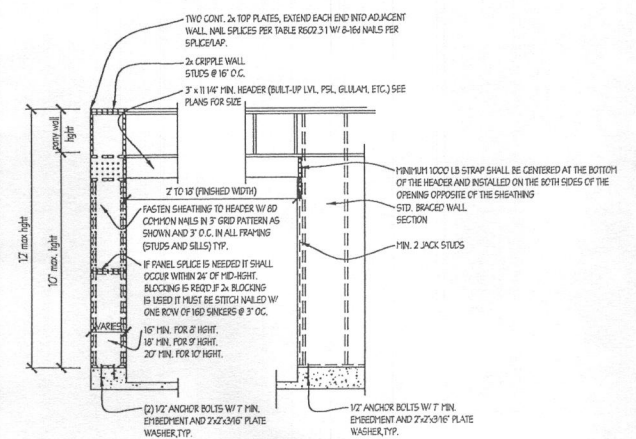 TWO CONT. 2x TOP PLATES, EXTEND EACH END INTO ADJACENT
WALL. NAIL SPLICES PER TABLE R602.3.1 W/ 8-16d NAILS PER
SPLICE/LAP.
2x CRIPPLE WALL
STUDS @ 16" O.C.
3" x 11 1/4" MIN. HEADER (BUILT-UP LVL, PSL, GLULAM, ETC.) SEE
PLANS FOR SIZE
pony wall
hght
12' max hght
10' max. hght
MINIMUM 1000 LB STRAP SHALL BE CENTERED AT THE BOTTOM
OF THE HEADER AND INSTALLED ON THE BOTH SIDES OF THE
OPENING OPPOSITE OF THE SHEATHING
STD. BRACED WALL
SECTION
2' TO 18' (FINISHED WIDTH)
FASTEN SHEATHING TO HEADER W/ 8D
COMMON NAILS IN 3" GRID PATTERN AS
SHOWN AND 3" O.C. IN ALL FRAMING
(STUDS AND SILLS) TYP.
MIN. 2 JACK STUDS
IF PANEL SPLICE IS NEEDED IT SHALL
OCCUR WITHIN 24" OF MID-HGHT.
BLOCKING IS REQ'D.IF 2x BLOCKING
IS USED IT MUST BE STITCH NAILED W/
ONE ROW OF 16D SINKERS @ 3" OC.
VARIES
16" MIN. FOR 8' HGHT.
18" MIN. FOR 9' HGHT.
20" MIN. FOR 10' HGHT.
(2) 1/2" ANCHOR BOLTS W/ 7" MIN.
EMBEDMENT AND 2"x2"x3/16" PLATE
WASHER,TYP.
1/2" ANCHOR BOLTS W/ 7" MIN.
EMBEDMENT AND 2"x2"x3/16" PLATE
WASHER,TYP.